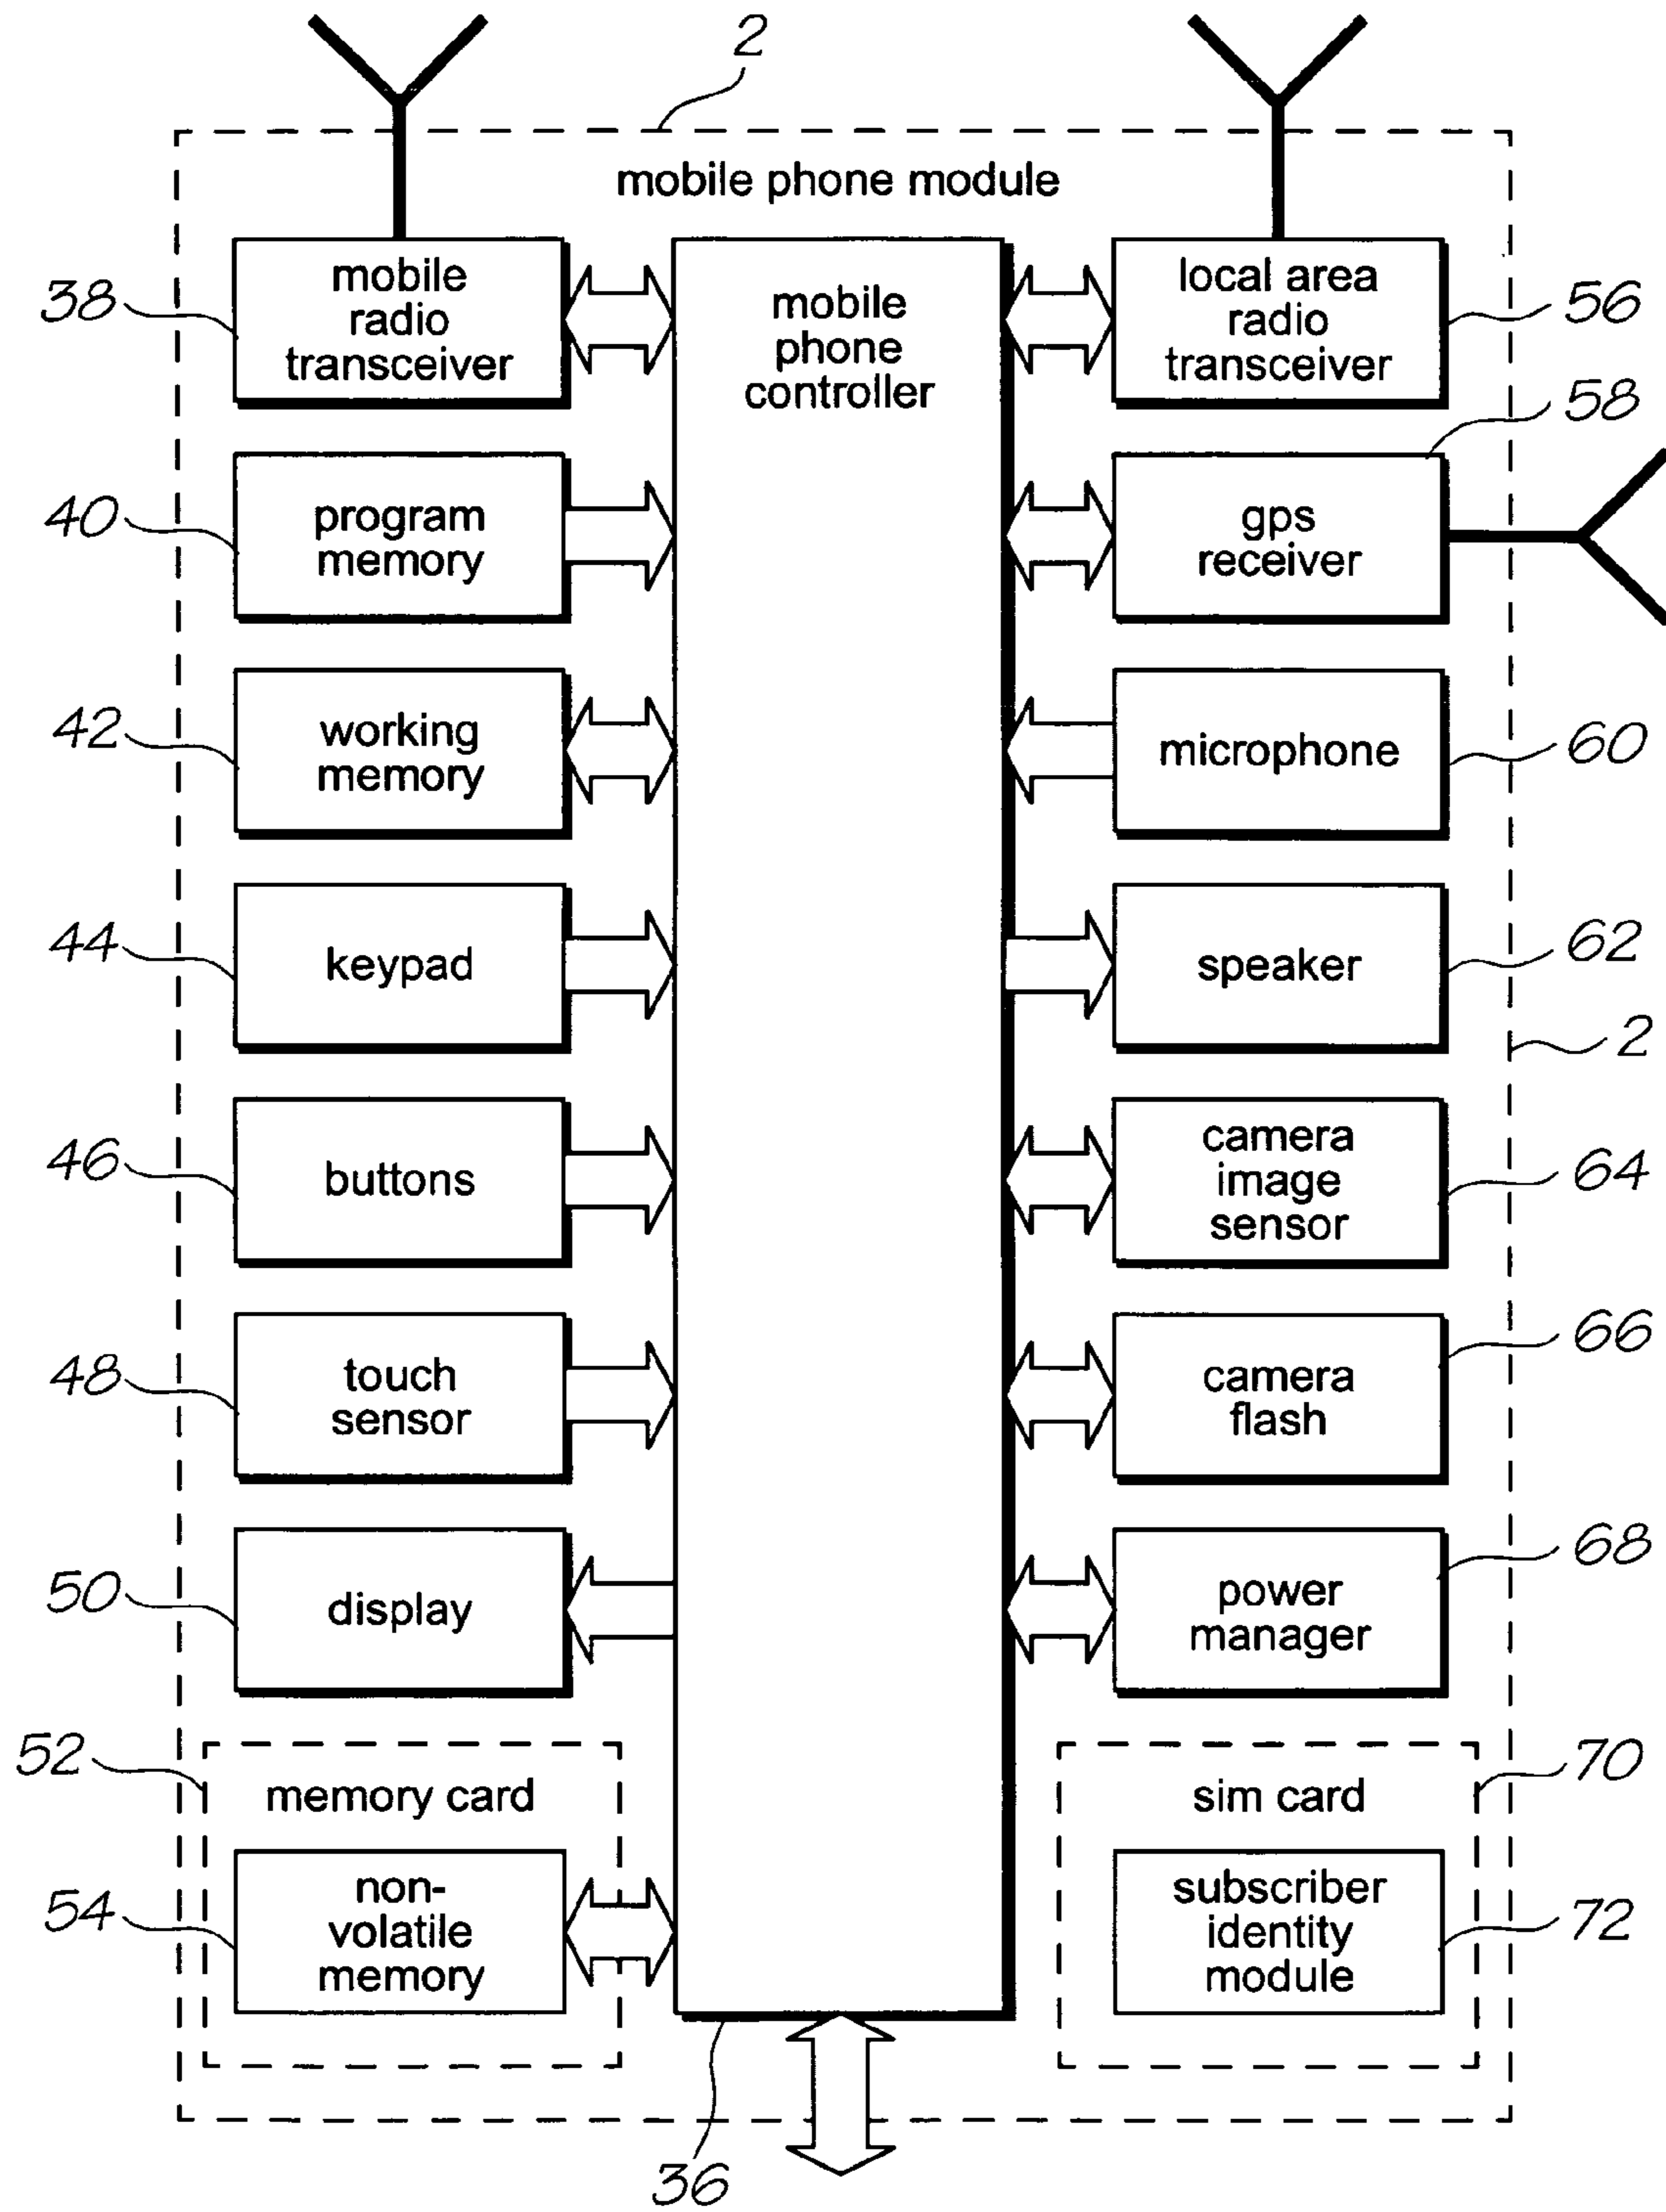 2
mobile phone module
38
mobile
radio
transceiver
mobile
phone
controller
local area
radio
transceiver
56
58
40
program
memory
gps
receiver
42
working
memory
microphone
60
44
keypad
speaker
62
2
46
buttons
camera
image
sensor
64
48
touch
sensor
camera
flash
66
50
display
power
manager
68
52
memory card
sim card
70
54
non-
volatile
memory
subscriber
identity
module
72
36